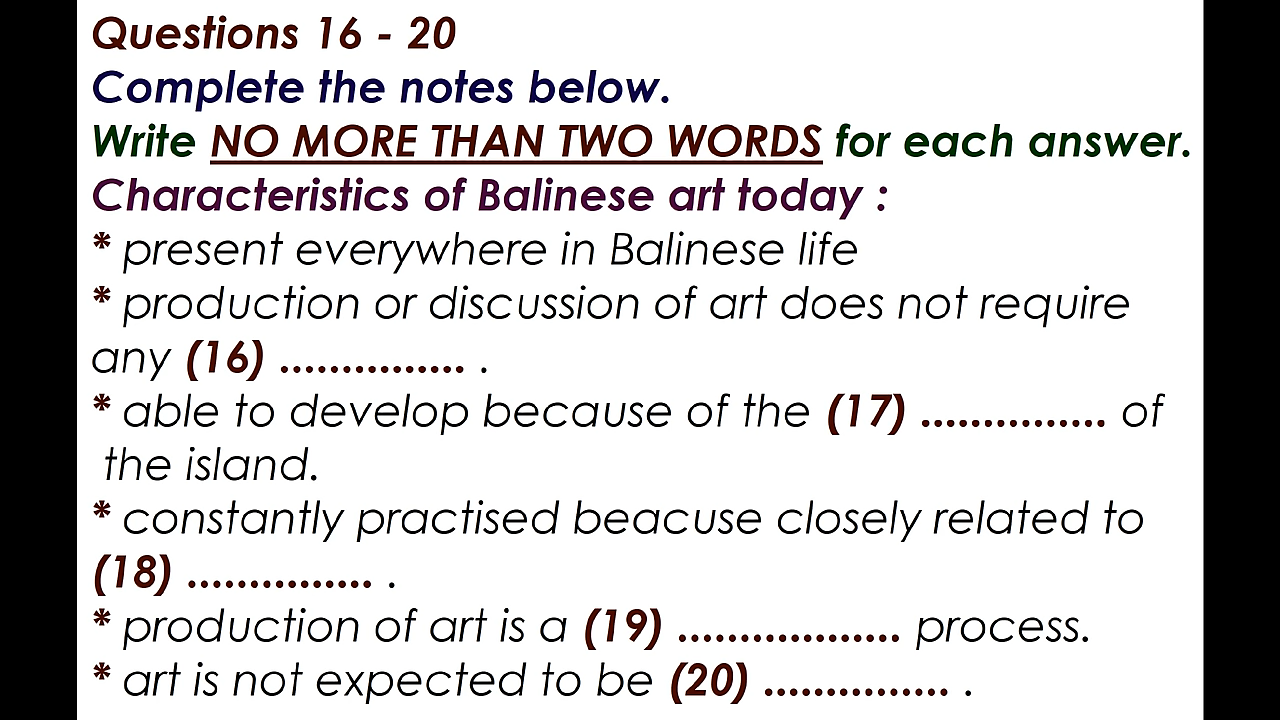 Questions 16 - 20
Complete the notes below.
Write NO MORE THAN TWO WORDS for each answer.
Characteristics of Balinese art today :
* present everywhere in Balinese life
* production or discussion of art does not require
any (16) ............... .
* able to develop because of the (17) ............... of
the island.
* constantly practised beacuse closely related to
(18) ............... .
* production of art is a (19) .................. process.
* art is not expected to be (20) ............... .